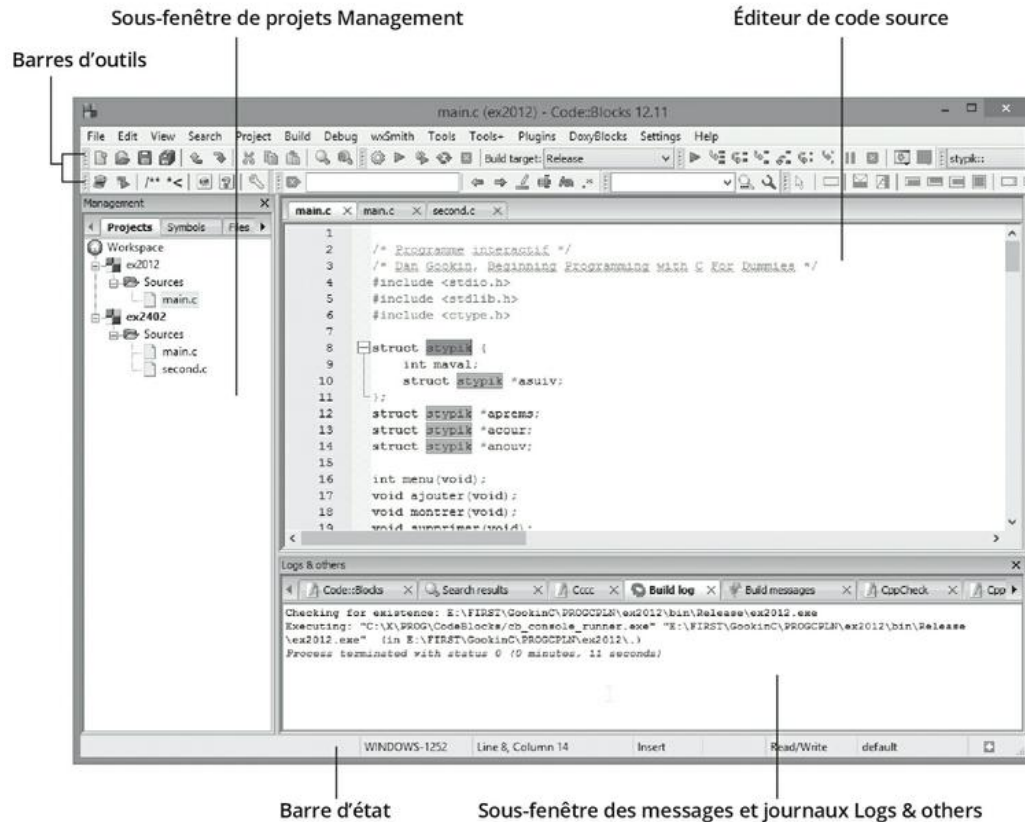 Sous-fenêtre de projets Management
Éditeur de code source
Barres d'outils
main.c (ex2012) - Code::Blocks 12.11
File Edit View Search Project Build Debug wxSmith Tools Tools+ Plugins DoxyBlocks Settings Help
Build target: Release
stypik::
/** *<
Management
Projects Symbols Files
Workspace
ex2012
Sources
main.c
ex2402
Sources
main.c
second.c
main.c main.c second.c
1
2 /* Programme interactif */
3 /* Dan Gookin, Beginning Programming with C For Dummies */
4 #include <stdio.h>
5 #include <stdlib.h>
6 #include <ctype.h>
7
8 struct stypik {
9 int maval;
10 struct stypik *asuiv;
11 };
12 struct stypik *aprems;
13 struct stypik *acour;
14 struct stypik *anouv;
15
16 int menu(void);
17 void ajouter(void);
18 void montrer(void);
19 void supprimer(void);
Logs & others
Code::Blocks Search results Cccc Build log Build messages CppCheck Cpp
Checking for existence: E:\FIRST\GookinC\PROGCPLN\ex2012\bin\Release\ex2012.exe
Executing: "C:\X\PROG\CodeBlocks/cb_console_runner.exe" "E:\FIRST\GookinC\PROGCPLN\ex2012\bin\Release
\ex2012.exe" (in E:\FIRST\GookinC\PROGCPLN\ex2012\.)
Process terminated with status 0 (0 minutes, 11 seconds)
WINDOWS-1252 Line 8, Column 14 Insert Read/Write default
Barre d'état
Sous-fenêtre des messages et journaux Logs & others